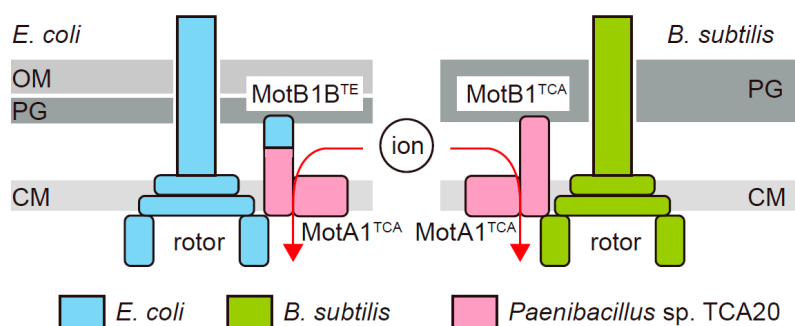 E. coli
B. subtilis
OM
PG
MotB1B^TE
MotB1^TCA
PG
ion
CM
CM
rotor
MotA1^TCA
MotA1^TCA
rotor
E. coli
B. subtilis
Paenibacillus sp. TCA20